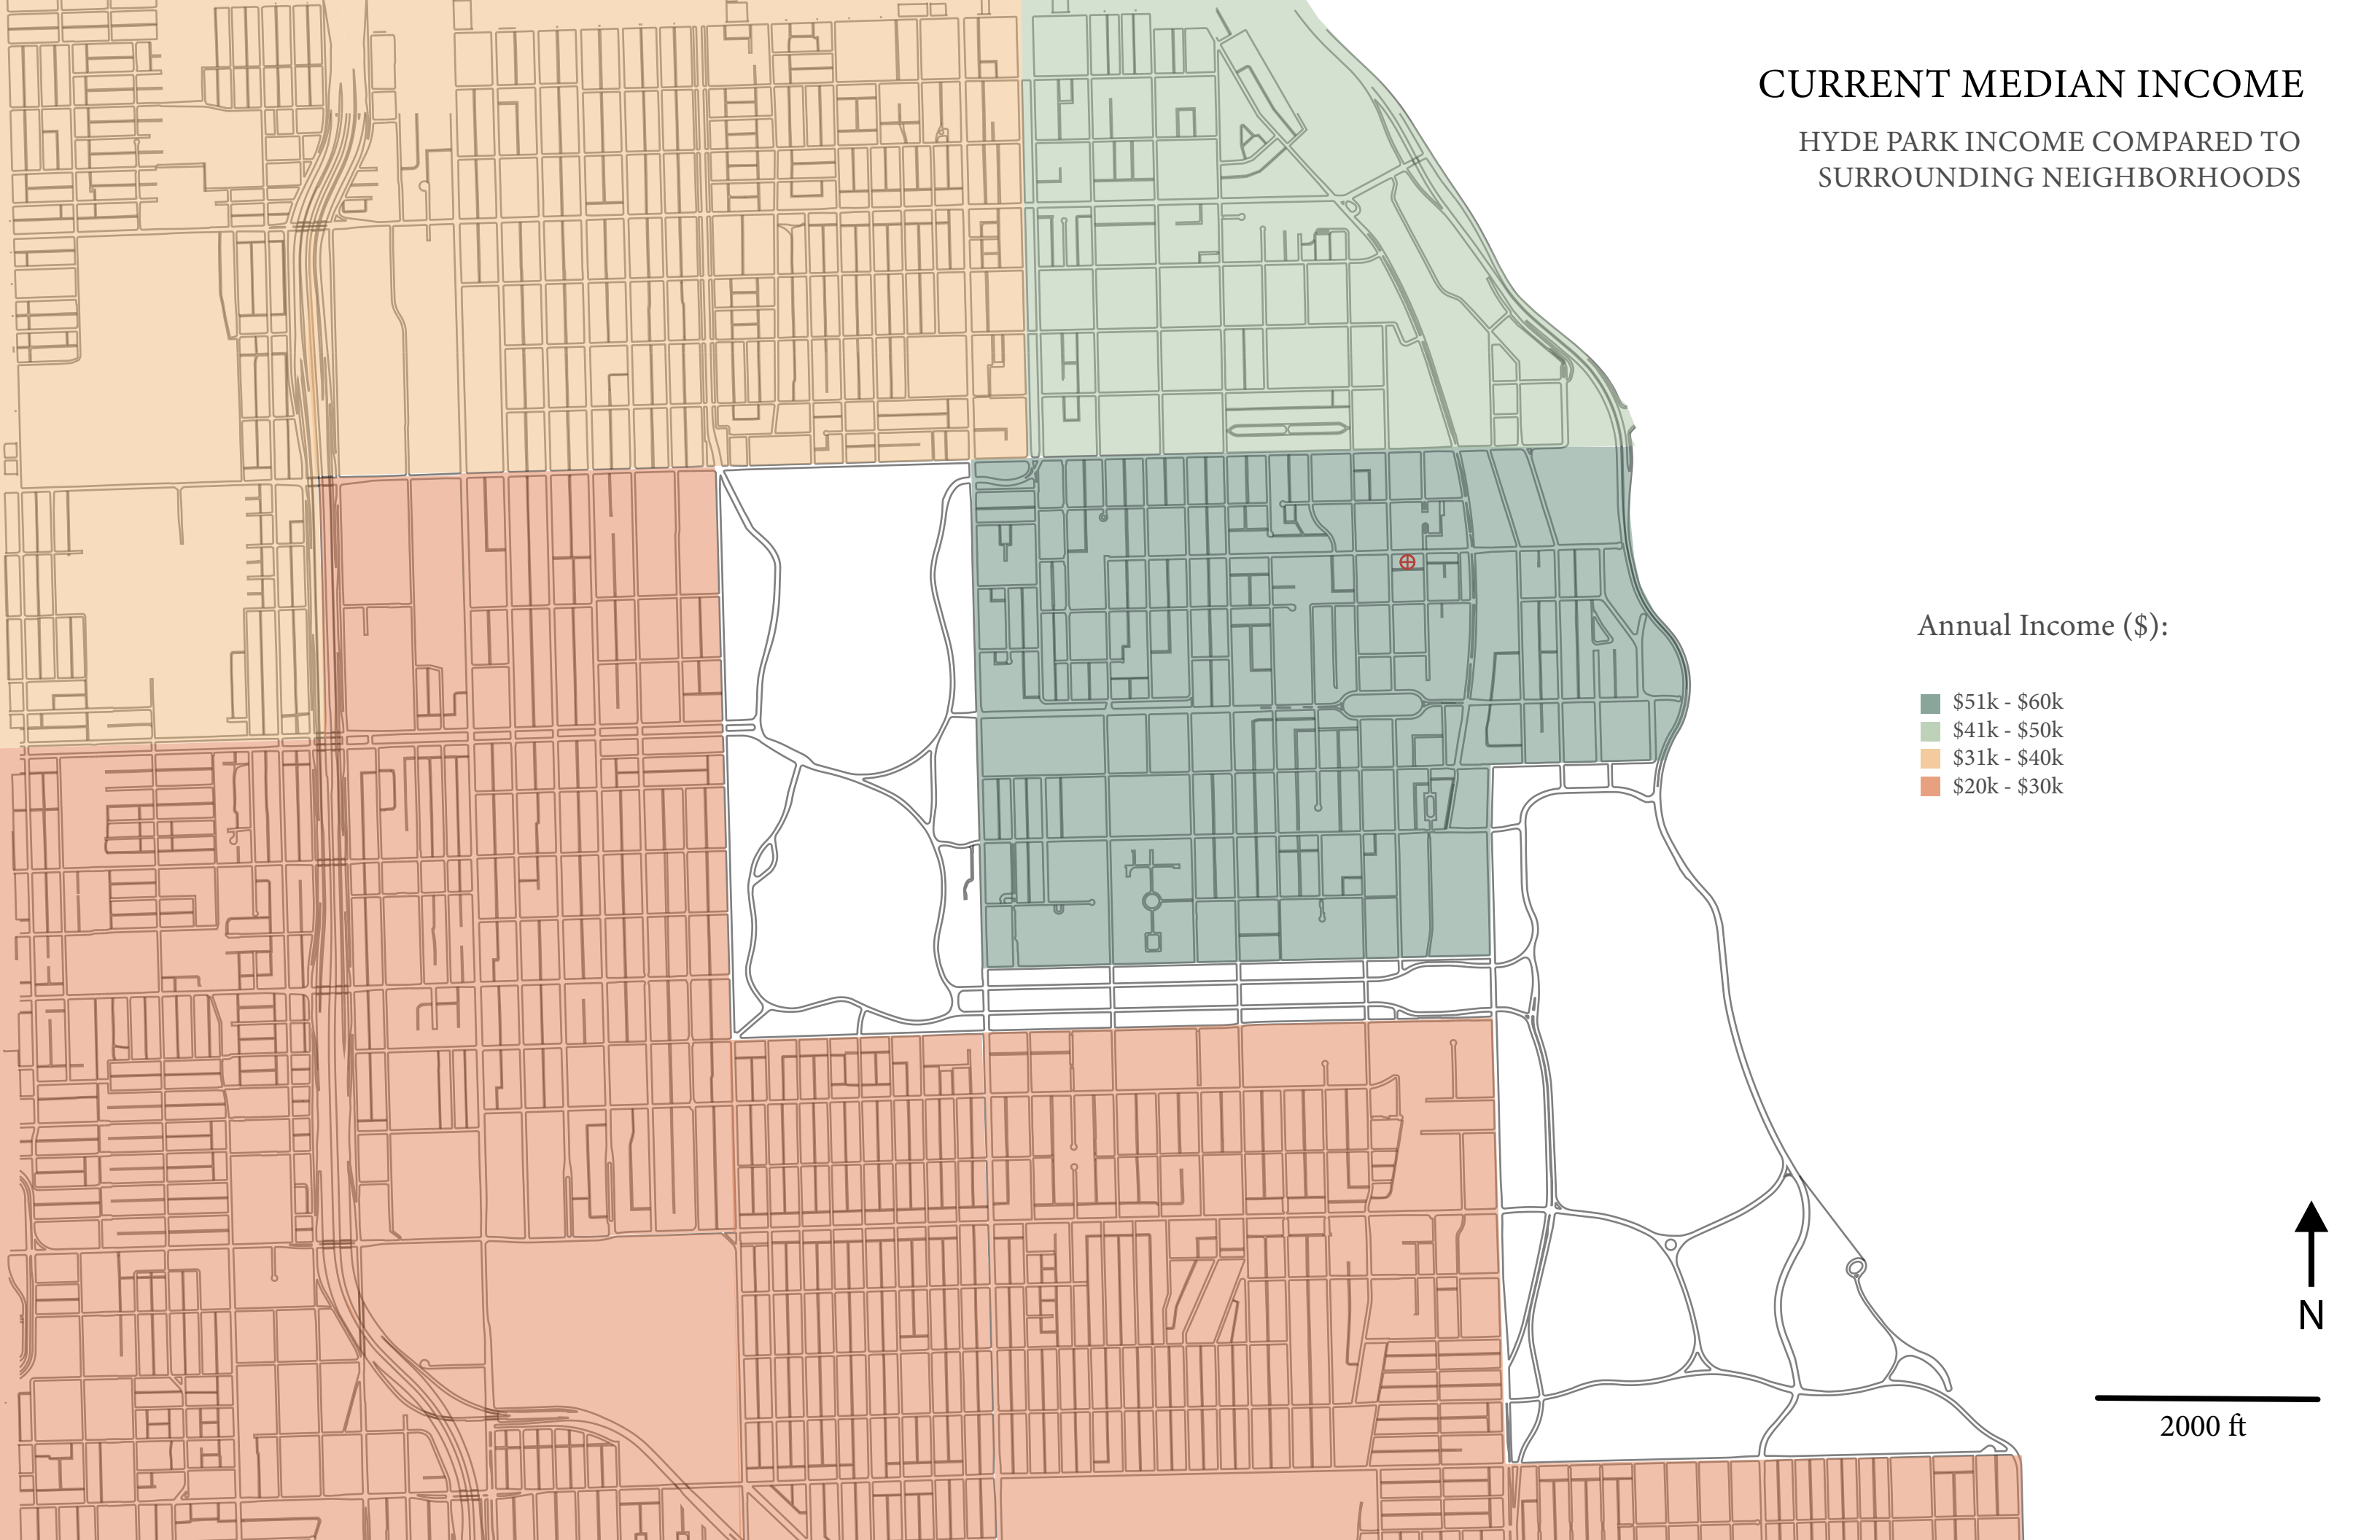 CURRENT MEDIAN INCOME
HYDE PARK INCOME COMPARED TO
SURROUNDING NEIGHBORHOODS
Annual Income ($):
$51k - $60k
$41k - $50k
$31k - $40k
$20k - $30k
N
2000 ft